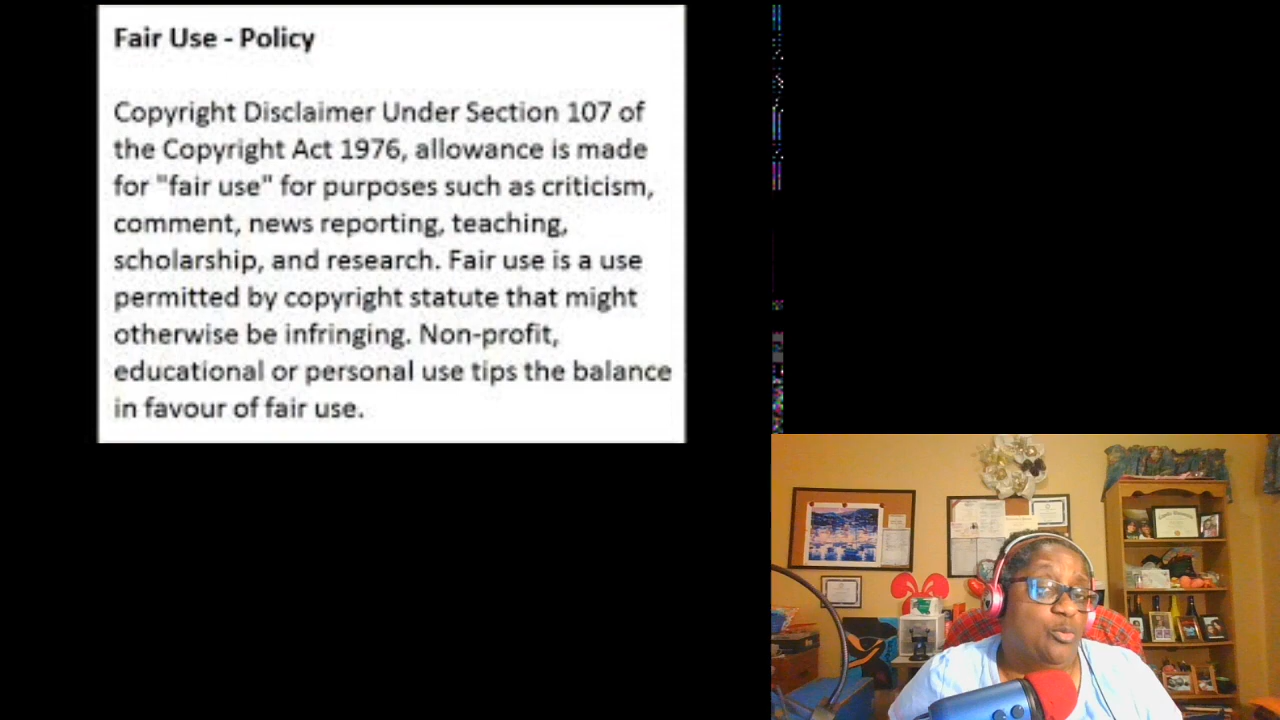 Fair Use - Policy
Copyright Disclaimer Under Section 107 of
the Copyright Act 1976, allowance is made
for "fair use" for purposes such as criticism,
comment, news reporting, teaching,
scholarship, and research. Fair use is a use
permitted by copyright statute that might
otherwise be infringing. Non-profit,
educational or personal use tips the balance
in favour of fair use.